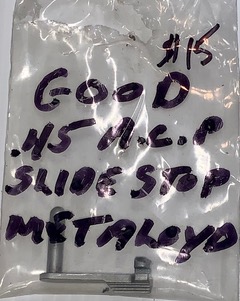 #15
GOOD
.45 A.C.P
SLIDE STOP
METALOYD